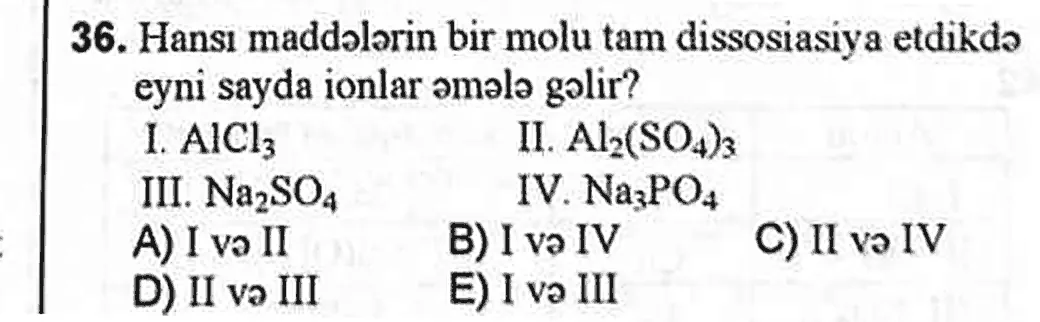 36. Hansı maddələrin bir molu tam dissosiasiya etdikdə
eyni sayda ionlar əmələ gəlir?
I. AlCl₃ II. Al₂(SO₄)₃
III. Na₂SO₄ IV. Na₃PO₄
A) I və II B) I və IV C) II və IV
D) II və III E) I və III